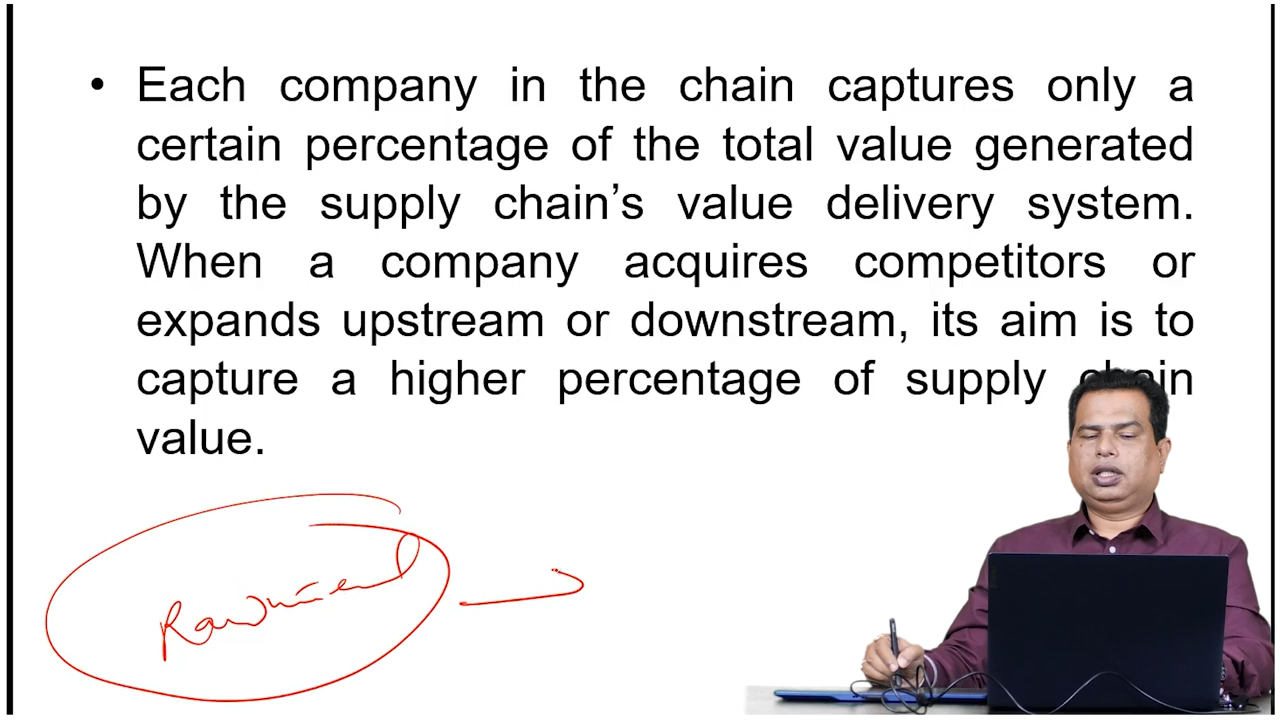 • Each company in the chain captures only a
certain percentage of the total value generated
by the supply chain’s value delivery system.
When a company acquires competitors or
expands upstream or downstream, its aim is to
capture a higher percentage of supply chain
value.